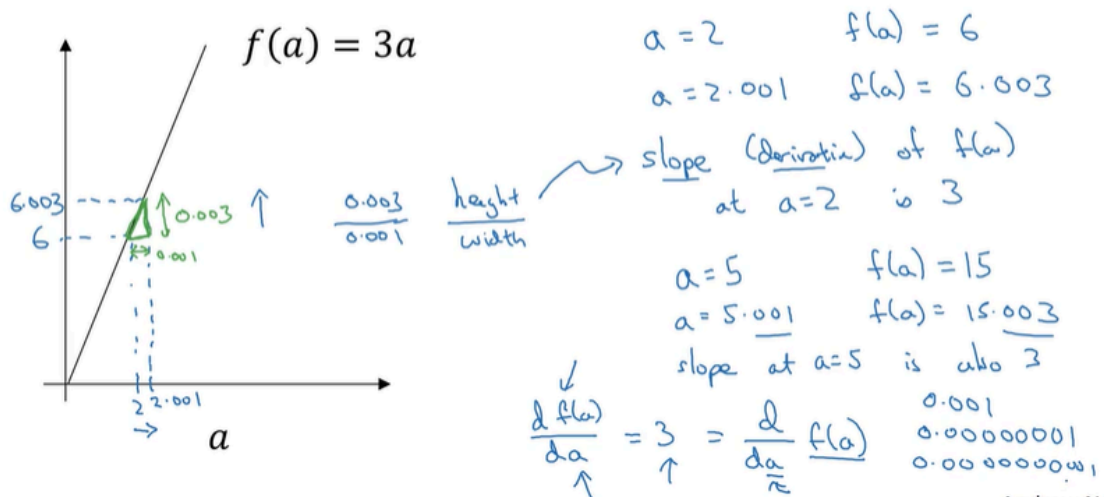 f(a) = 3a
a = 2 f(a) = 6
a = 2.001 f(a) = 6.003
slope (derivative) of f(a)
at a=2 is 3
6.003
6
0.003
0.001
0.003
0.001
height
width
2 2.001
a
a = 5 f(a) = 15
a = 5.001 f(a) = 15.003
slope at a=5 is also 3
d f(a)
da
= 3 =
d
da
f(a)
0.001
0.00000001